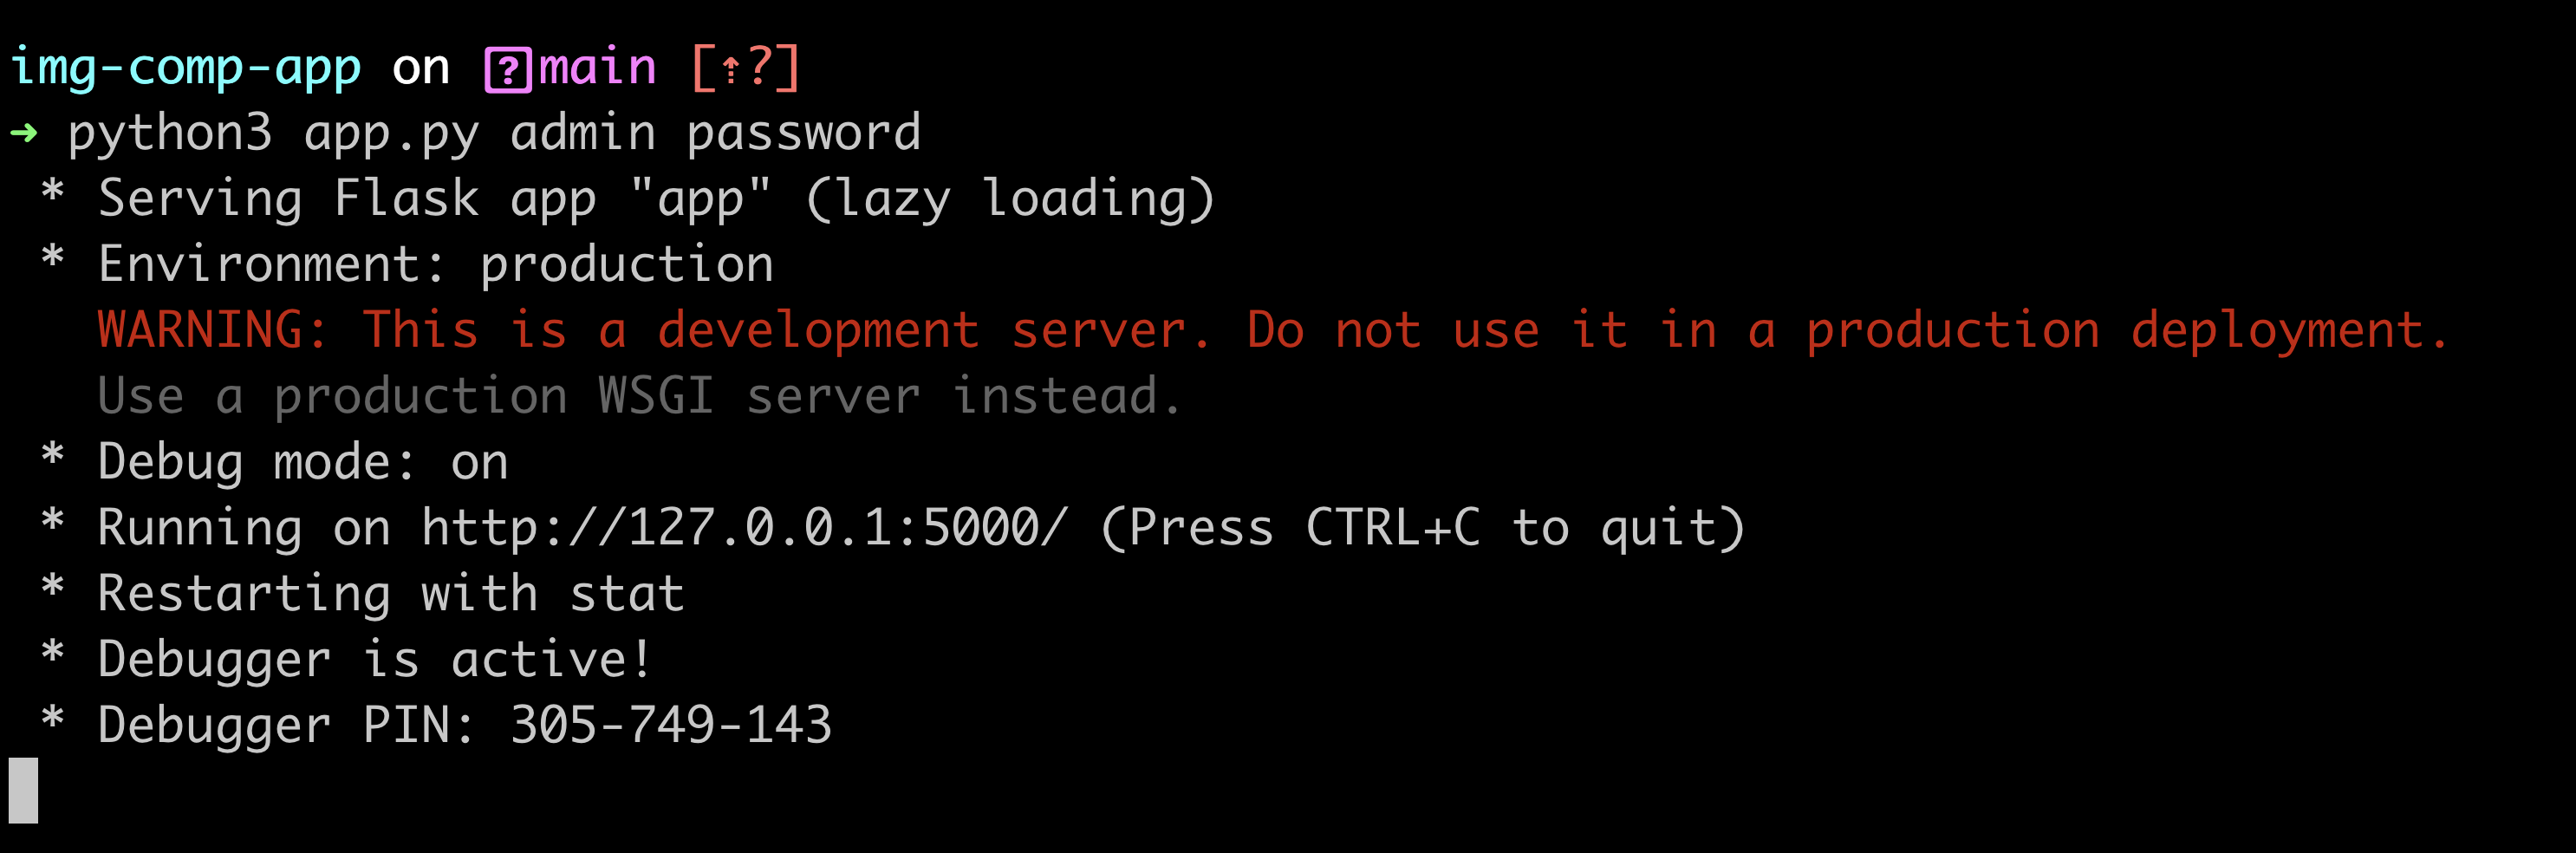 img-comp-app on main [⇡?]
➜ python3 app.py admin password
* Serving Flask app "app" (lazy loading)
* Environment: production
WARNING: This is a development server. Do not use it in a production deployment.
Use a production WSGI server instead.
* Debug mode: on
* Running on http://127.0.0.1:5000/ (Press CTRL+C to quit)
* Restarting with stat
* Debugger is active!
* Debugger PIN: 305-749-143